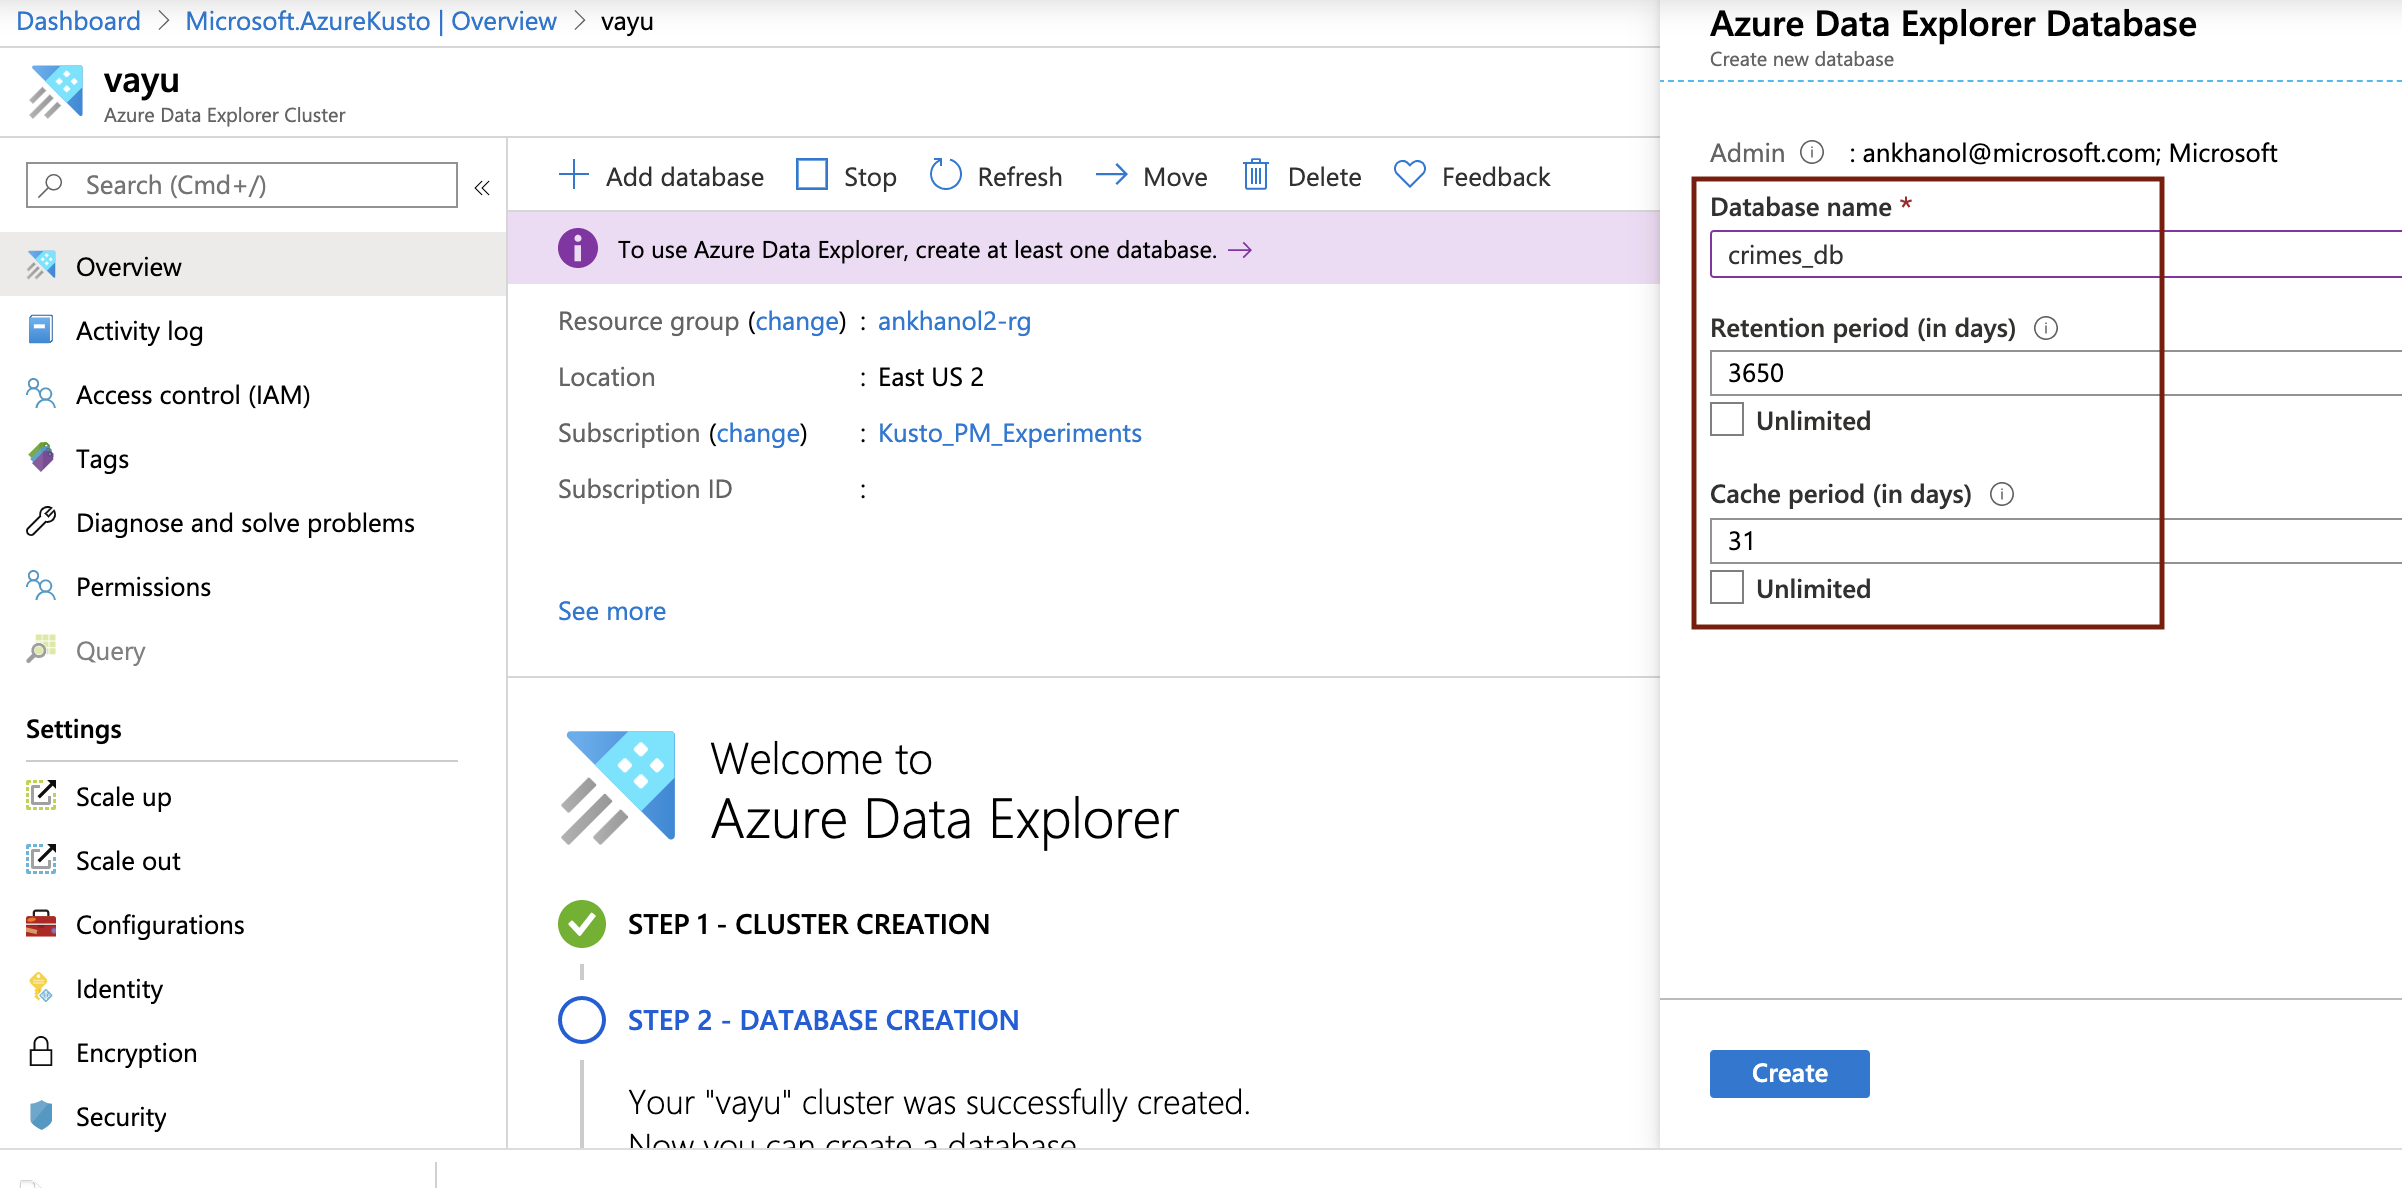 Dashboard > Microsoft.AzureKusto | Overview > vayu
vayu
Azure Data Explorer Cluster
Search (Cmd+/)
«
Overview
Activity log
Access control (IAM)
Tags
Diagnose and solve problems
Permissions
Query
Settings
Scale up
Scale out
Configurations
Identity
Encryption
Security
Add database
Stop
Refresh
Move
Delete
Feedback
To use Azure Data Explorer, create at least one database. →
Resource group (change) : ankhanol2-rg
Location : East US 2
Subscription (change) : Kusto_PM_Experiments
Subscription ID :
See more
Welcome to
Azure Data Explorer
STEP 1 - CLUSTER CREATION
STEP 2 - DATABASE CREATION
Your "vayu" cluster was successfully created.
Now you can create a database
Azure Data Explorer Database
Create new database
Admin : ankhanol@microsoft.com; Microsoft
Database name *
crimes_db
Retention period (in days)
3650
Unlimited
Cache period (in days)
31
Unlimited
Create